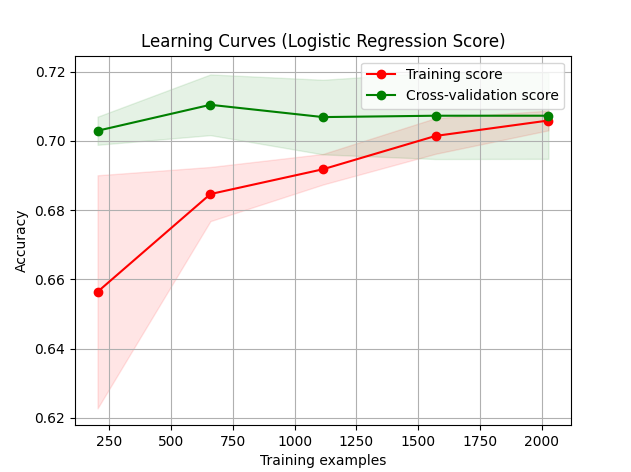 Learning Curves (Logistic Regression Score)
Training score
Cross-validation score
0.72
0.70
0.68
0.66
0.64
0.62
Accuracy
250 500 750 1000 1250 1500 1750 2000
Training examples